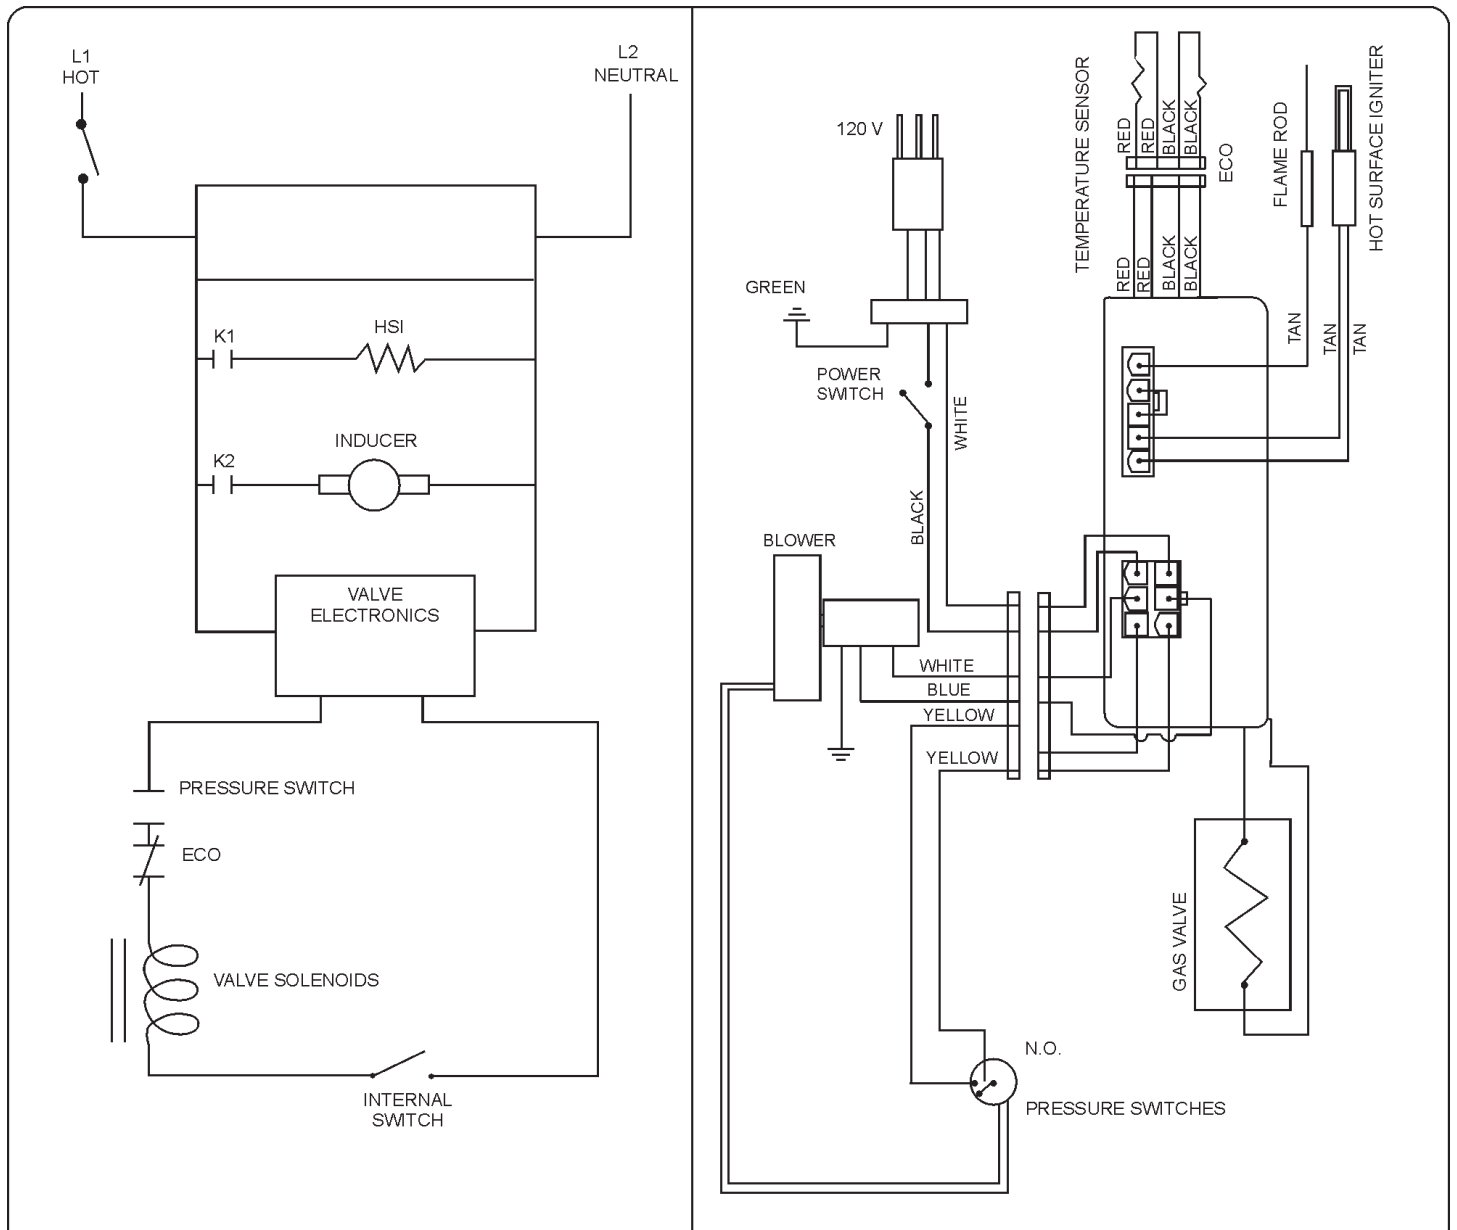 L1
HOT
L2
NEUTRAL
K1
HSI
K2
INDUCER
VALVE
ELECTRONICS
PRESSURE SWITCH
ECO
VALVE SOLENOIDS
INTERNAL
SWITCH
120 V
GREEN
POWER
SWITCH
WHITE
BLACK
BLOWER
WHITE
BLUE
YELLOW
YELLOW
TEMPERATURE SENSOR
RED
RED
BLACK
BLACK
ECO
RED
RED
BLACK
BLACK
FLAME ROD
HOT SURFACE IGNITER
TAN
TAN
TAN
GAS VALVE
N.O.
PRESSURE SWITCHES